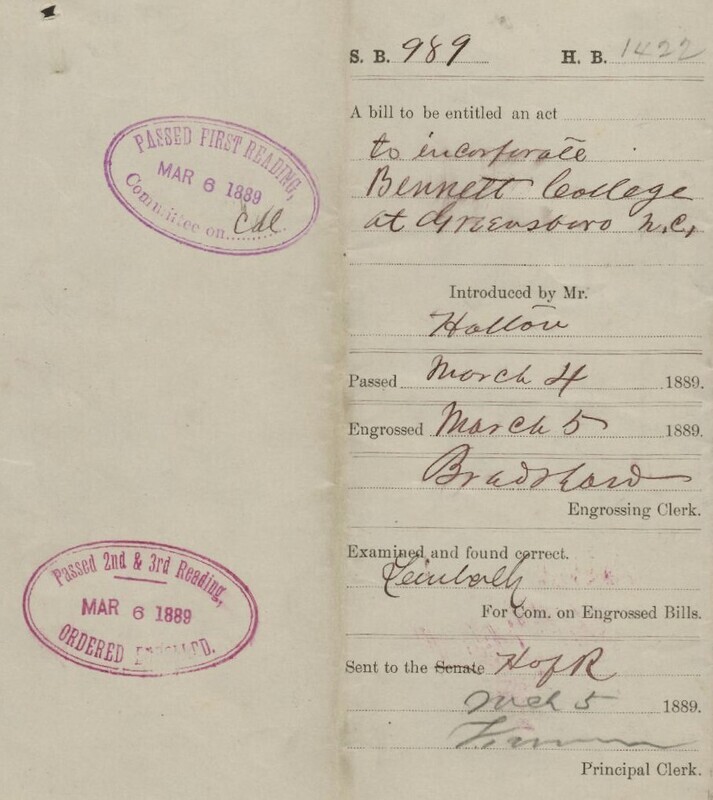 S. B. 989 H. B. 1422
A bill to be entitled an act
to incorporate
Bennett College
at Greensboro N.C,
Introduced by Mr.
Holton
Passed March 4 1889.
Engrossed March 5 1889.
Engrossing Clerk.
Examined and found correct.
For Com. on Engrossed Bills.
Sent to the Senate H of R
Mch 5 1889.
Principal Clerk.
PASSED FIRST READING,
MAR 6 1889
Committee on Cal
Passed 2nd & 3rd Reading,
MAR 6 1889
ORDERED ENROLLED.